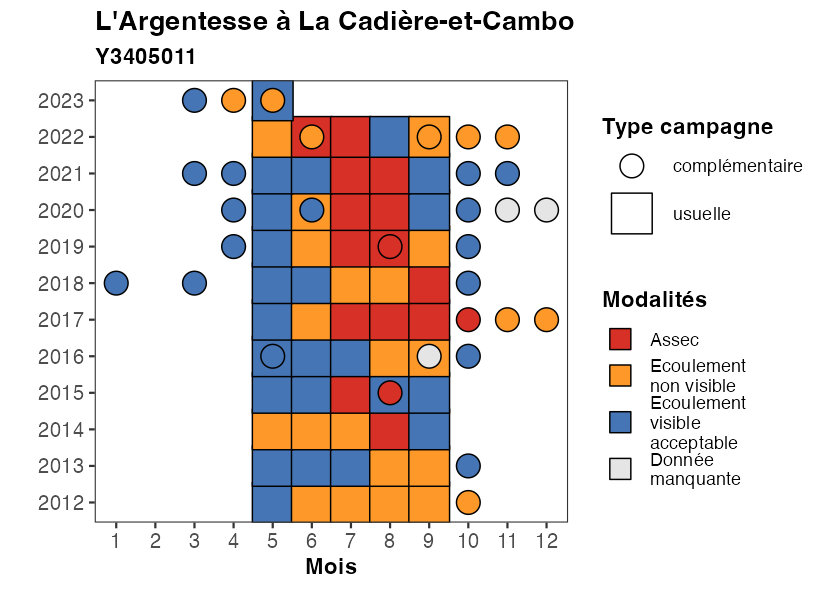 L'Argentesse à La Cadière-et-Cambo
Y3405011
2023
2022
2021
2020
2019
2018
2017
2016
2015
2014
2013
2012
1 2 3 4 5 6 7 8 9 10 11 12
Mois
Type campagne
complémentaire
usuelle
Modalités
Assec
Ecoulement
non visible
Ecoulement
visible
acceptable
Donnée
manquante